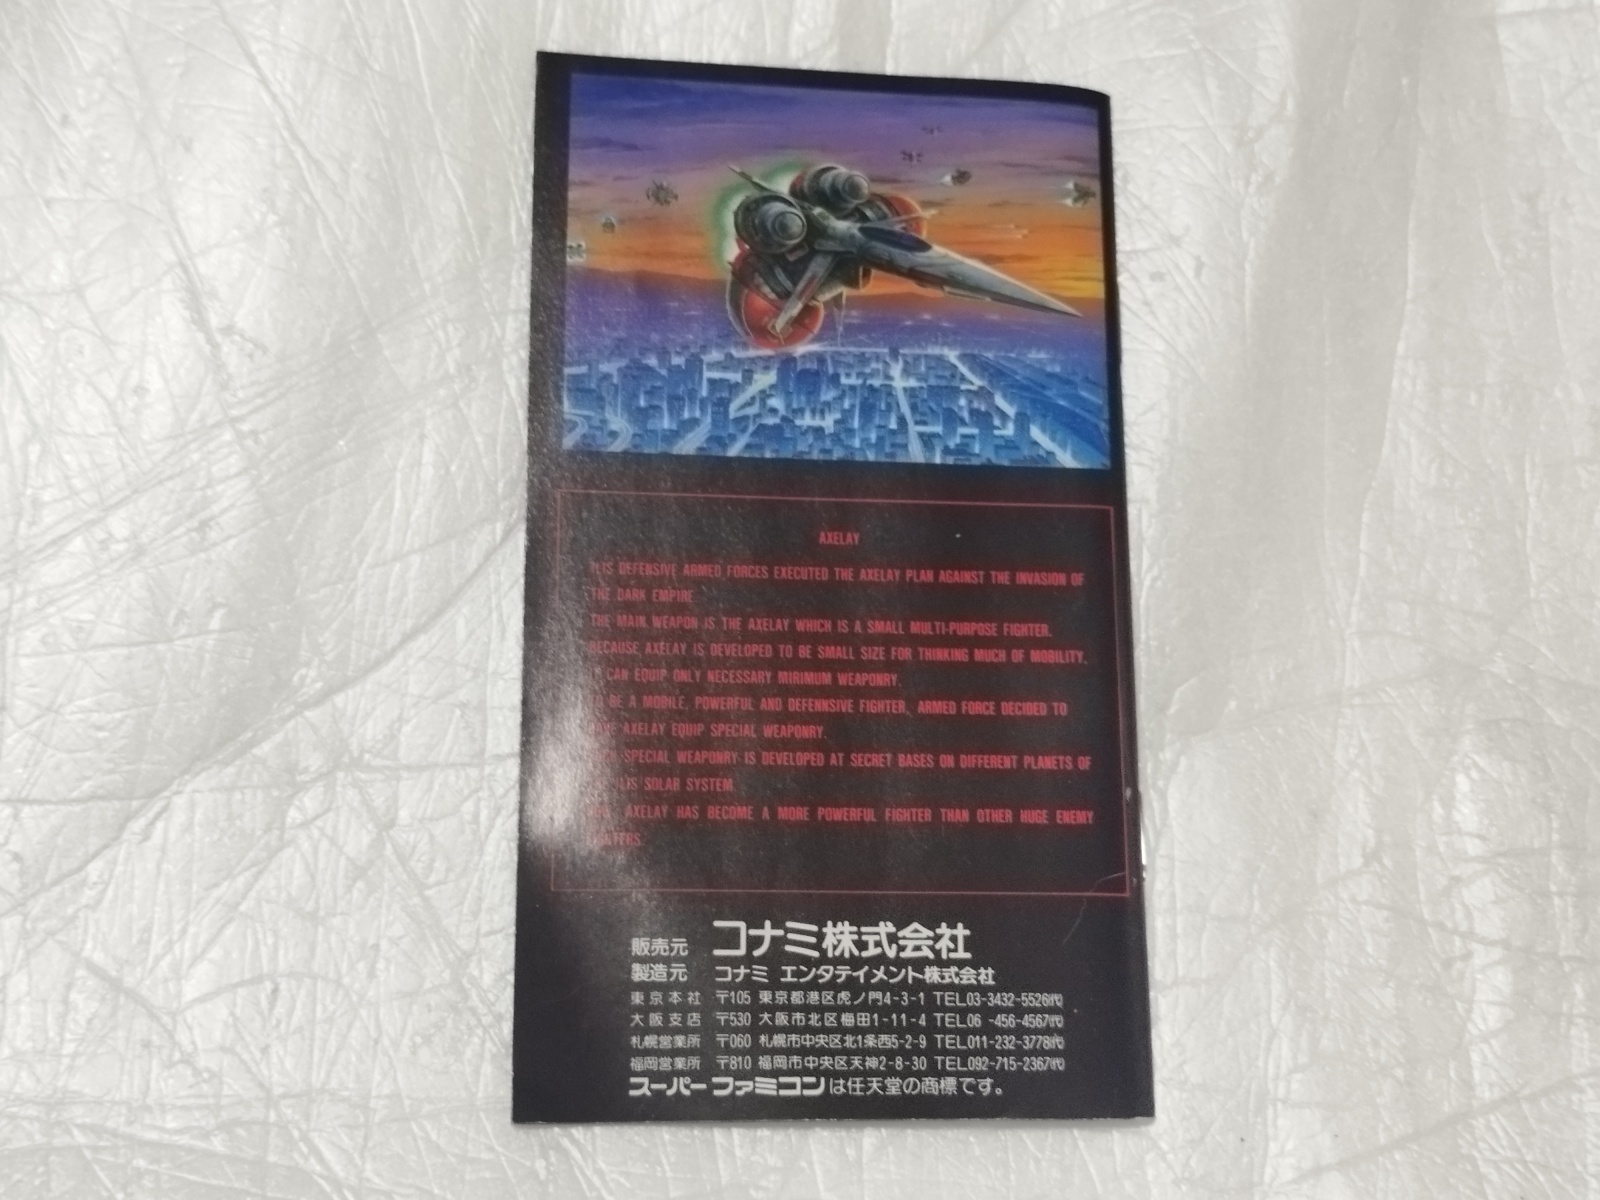 AXELAY
ILIS DEFENSIVE ARMED FORCES EXECUTED THE AXELAY PLAN AGAINST THE INVASION OF
THE DARK EMPIRE
THE MAIN WEAPON IS THE AXELAY WHICH IS A SMALL MULTI-PURPOSE FIGHTER.
BECAUSE AXELAY IS DEVELOPED TO BE SMALL SIZE FOR THINKING MUCH OF MOBILITY.
IT CAN EQUIP ONLY NECESSARY MIRIMUM WEAPONRY.
TO BE A MOBILE, POWERFUL AND DEFENNSIVE FIGHTER, ARMED FORCE DECIDED TO
HAVE AXELAY EQUIP SPECIAL WEAPONRY.
SPECIAL WEAPONRY IS DEVELOPED AT SECRET BASES ON DIFFERENT PLANETS OF
SOLAR SYSTEM
AXELAY HAS BECOME A MORE POWERFUL FIGHTER THAN OTHER HUGE ENEMY
FIGHTERS.
販売元 コナミ株式会社
製造元 コナミ エンタテイメント株式会社
東京本社 〒105 東京都港区虎ノ門4-3-1 TEL03-3432-5526(代)
大阪支店 〒530 大阪市北区梅田1-11-4 TEL06-456-4567(代)
札幌営業所 〒060 札幌市中央区北1条西5-2-9 TEL011-232-3778(代)
福岡営業所 〒810 福岡市中央区天神2-8-30 TEL092-715-2367(代)
スーパーファミコンは任天堂の商標です。